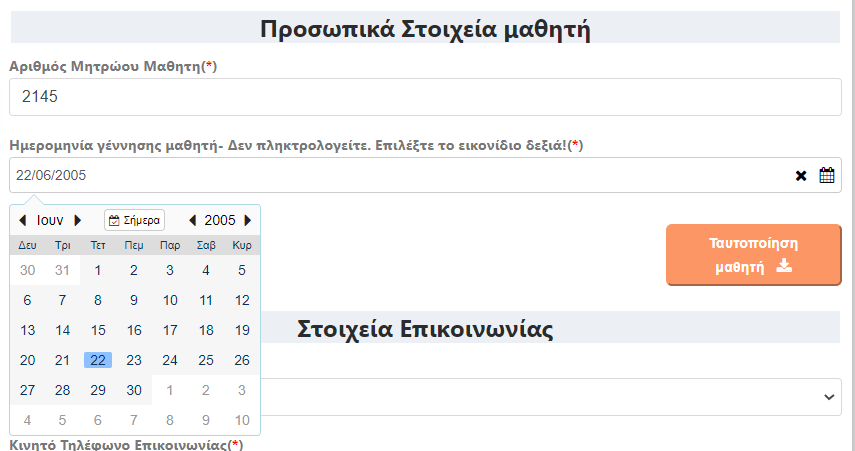 Προσωπικά Στοιχεία μαθητή
Αριθμός Μητρώου Μαθητη(*)
2145
Ημερομηνία γέννησης μαθητή- Δεν πληκτρολογείτε. Επιλέξτε το εικονίδιο δεξιά!(*)
22/06/2005
Ιουν Σήμερα 2005
Δευ Τρι Τετ Πεμ Παρ Σαβ Κυρ
30 31 1 2 3 4 5
6 7 8 9 10 11 12
13 14 15 16 17 18 19
20 21 22 23 24 25 26
27 28 29 30 1 2 3
4 5 6 7 8 9 10
Ταυτοποίηση
μαθητή
Στοιχεία Επικοινωνίας
Κινητό Τηλέφωνο Επικοινωνίας(*)